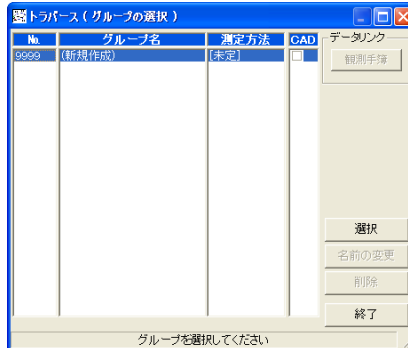 トラバース ( グループの選択 )
No. グループ名 測定方法 CAD
9999 (新規作成) [未定]
データリンク
観測手簿
選択
名前の変更
削除
終了
グループを選択してください